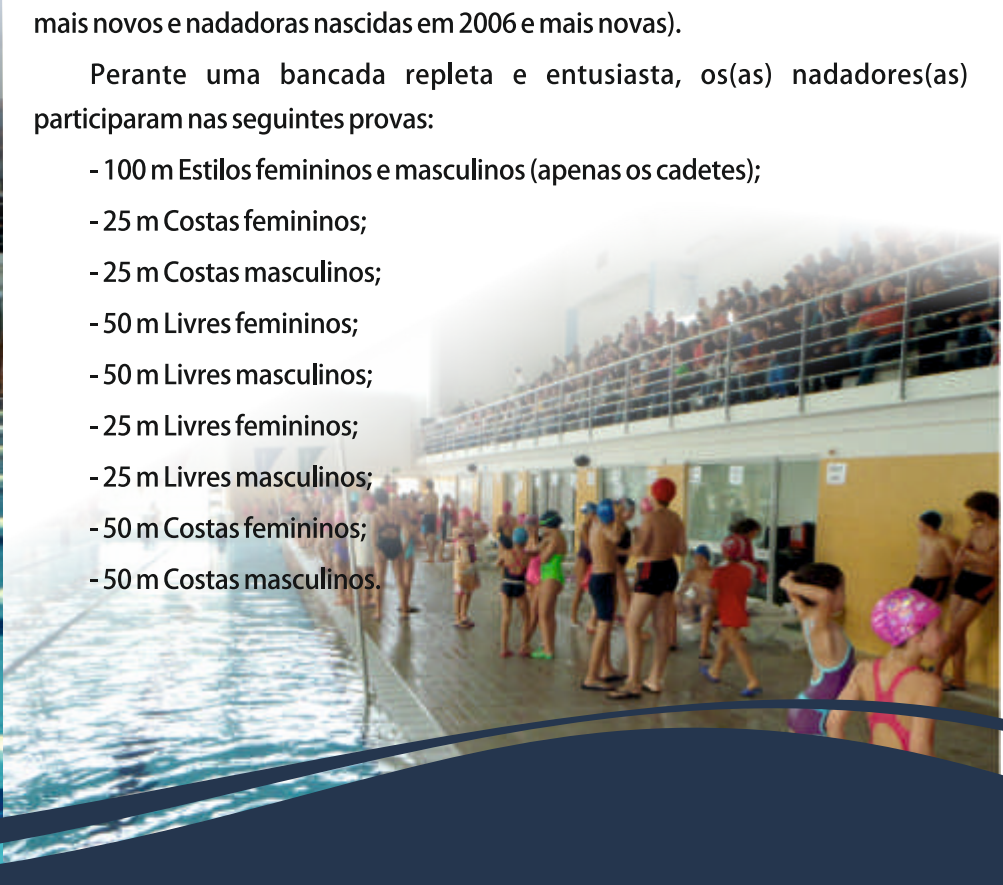 mais novos e nadadoras nascidas em 2006 e mais novas).
Perante uma bancada repleta e entusiasta, os(as) nadadores(as)
participaram nas seguintes provas:
- 100 m Estilos femininos e masculinos (apenas os cadetes);
- 25 m Costas femininos;
- 25 m Costas masculinos;
- 50 m Livres femininos;
- 50 m Livres masculinos;
- 25 m Livres femininos;
- 25 m Livres masculinos;
- 50 m Costas femininos;
- 50 m Costas masculinos.